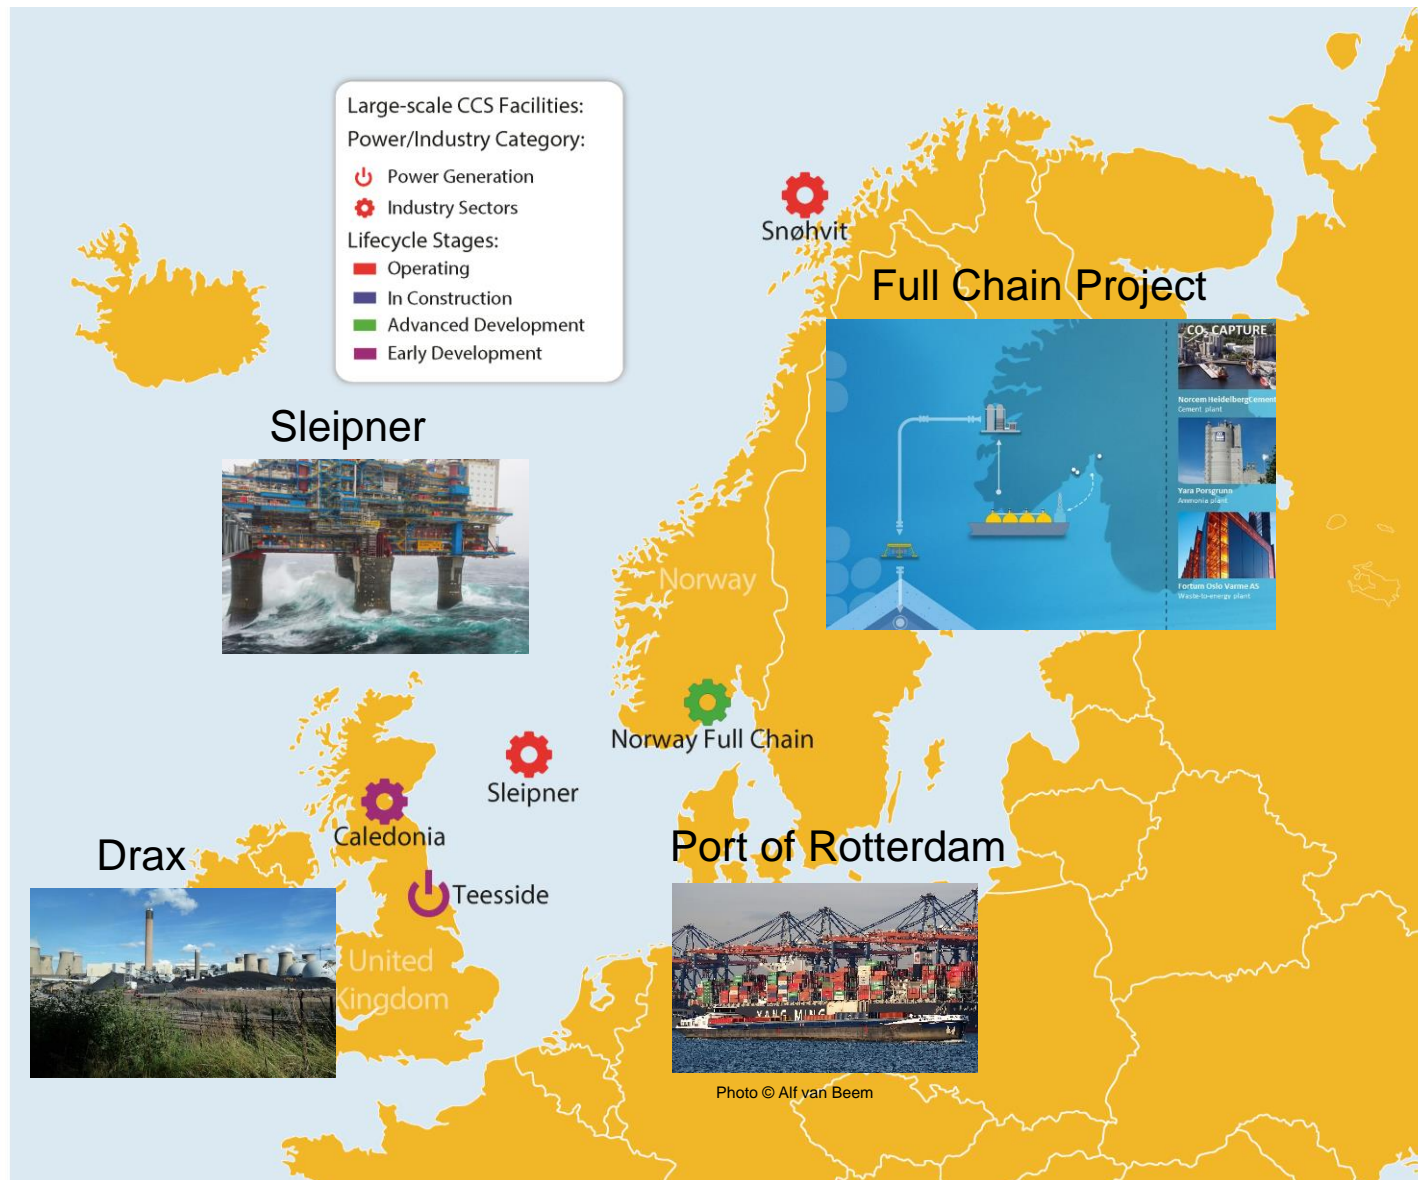 Large-scale CCS Facilities:
Power/Industry Category:
Power Generation
Industry Sectors
Lifecycle Stages:
Operating
In Construction
Advanced Development
Early Development
Snøhvit
Full Chain Project
CO₂ CAPTURE
Norcem HeidelbergCement
Cement plant
Yara Porsgrunn
Ammonia plant
Fortum Oslo Varme AS
Waste-to-energy plant
Sleipner
Norway
Norway Full Chain
Sleipner
Caledonia
Drax
Teesside
United
Kingdom
Port of Rotterdam
YANG MING
Photo © Alf van Beem